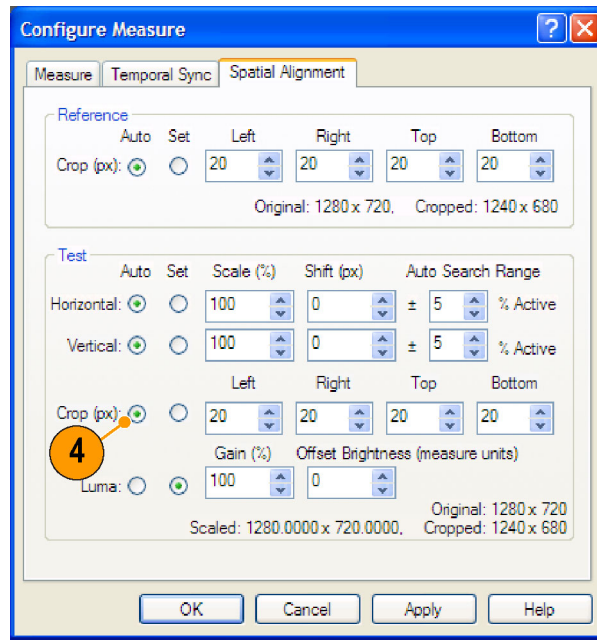 Configure Measure
Measure Temporal Sync Spatial Alignment
Reference
Auto Set Left Right Top Bottom
Crop (px): 20 20 20 20
Original: 1280 x 720, Cropped: 1240 x 680
Test
Auto Set Scale (%) Shift (px) Auto Search Range
Horizontal: 100 0 ± 5 % Active
Vertical: 100 0 ± 5 % Active
Left Right Top Bottom
Crop (px): 20 20 20 20
4
Gain (%) Offset Brightness (measure units)
Luma: 100 0
Original: 1280 x 720
Scaled: 1280.0000 x 720.0000, Cropped: 1240 x 680
OK Cancel Apply Help